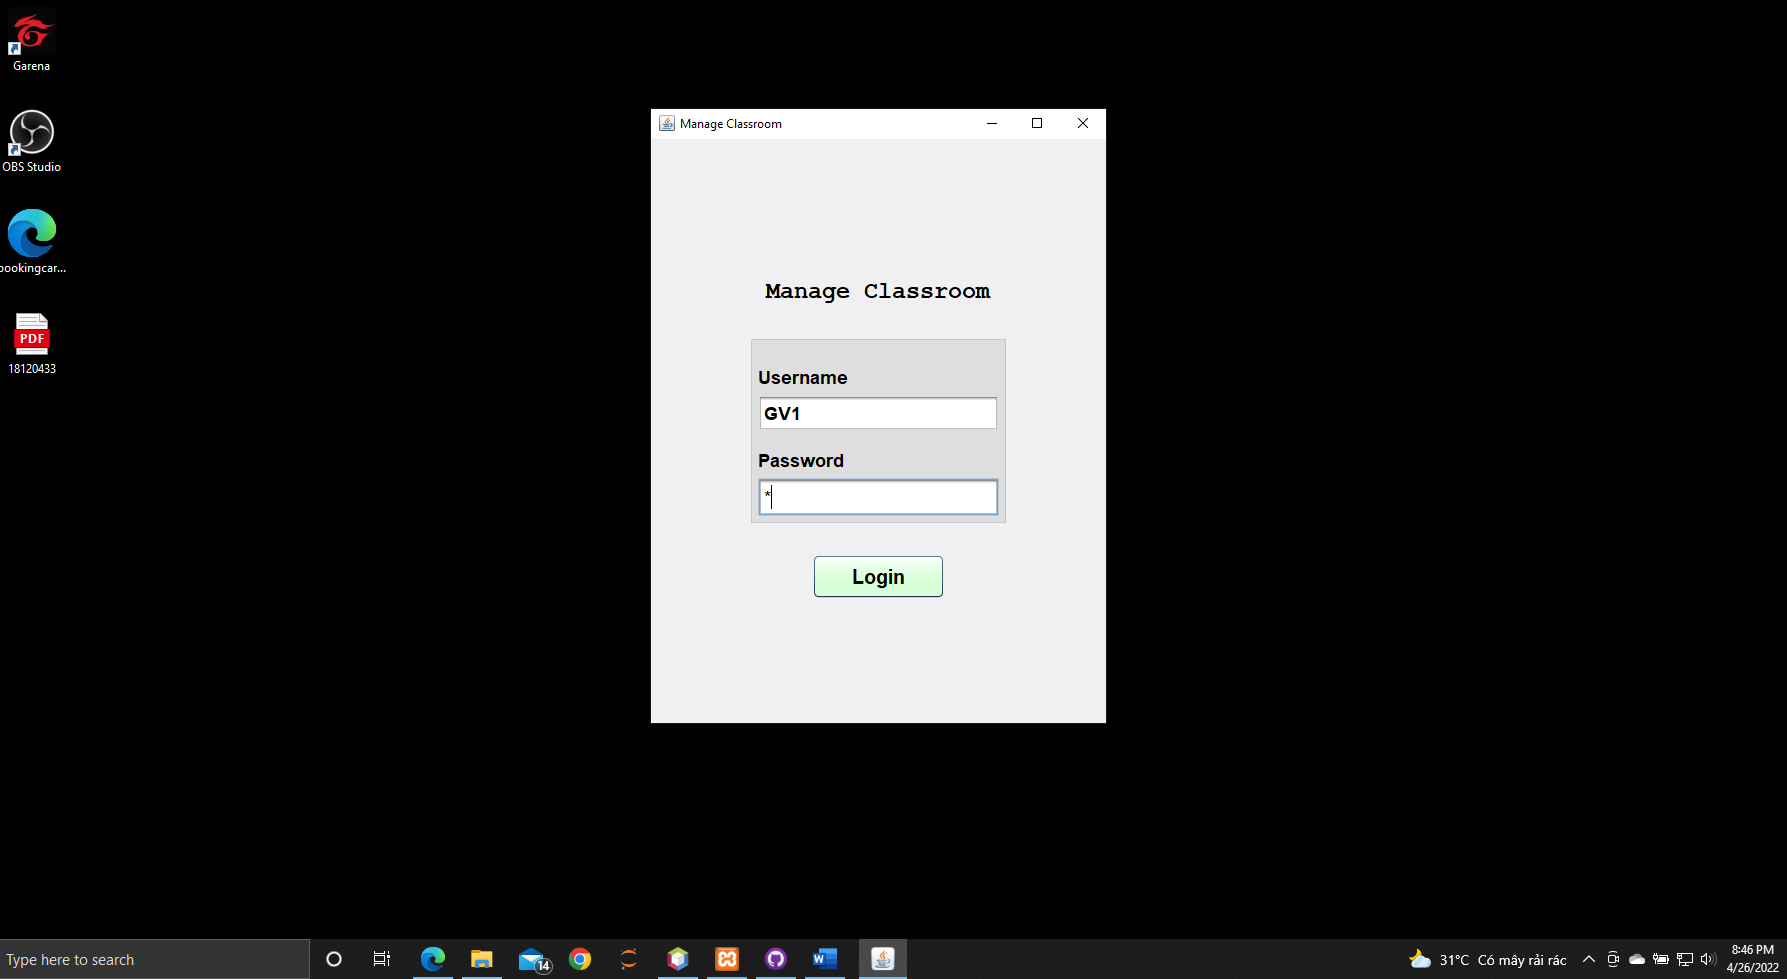 Garena
OBS Studio
bookingcar...
PDF
18120433
Manage Classroom
Manage Classroom
Username
GV1
Password
*
Login
Type here to search
14
W
31°C Có mây rải rác
8:46 PM
4/26/2022